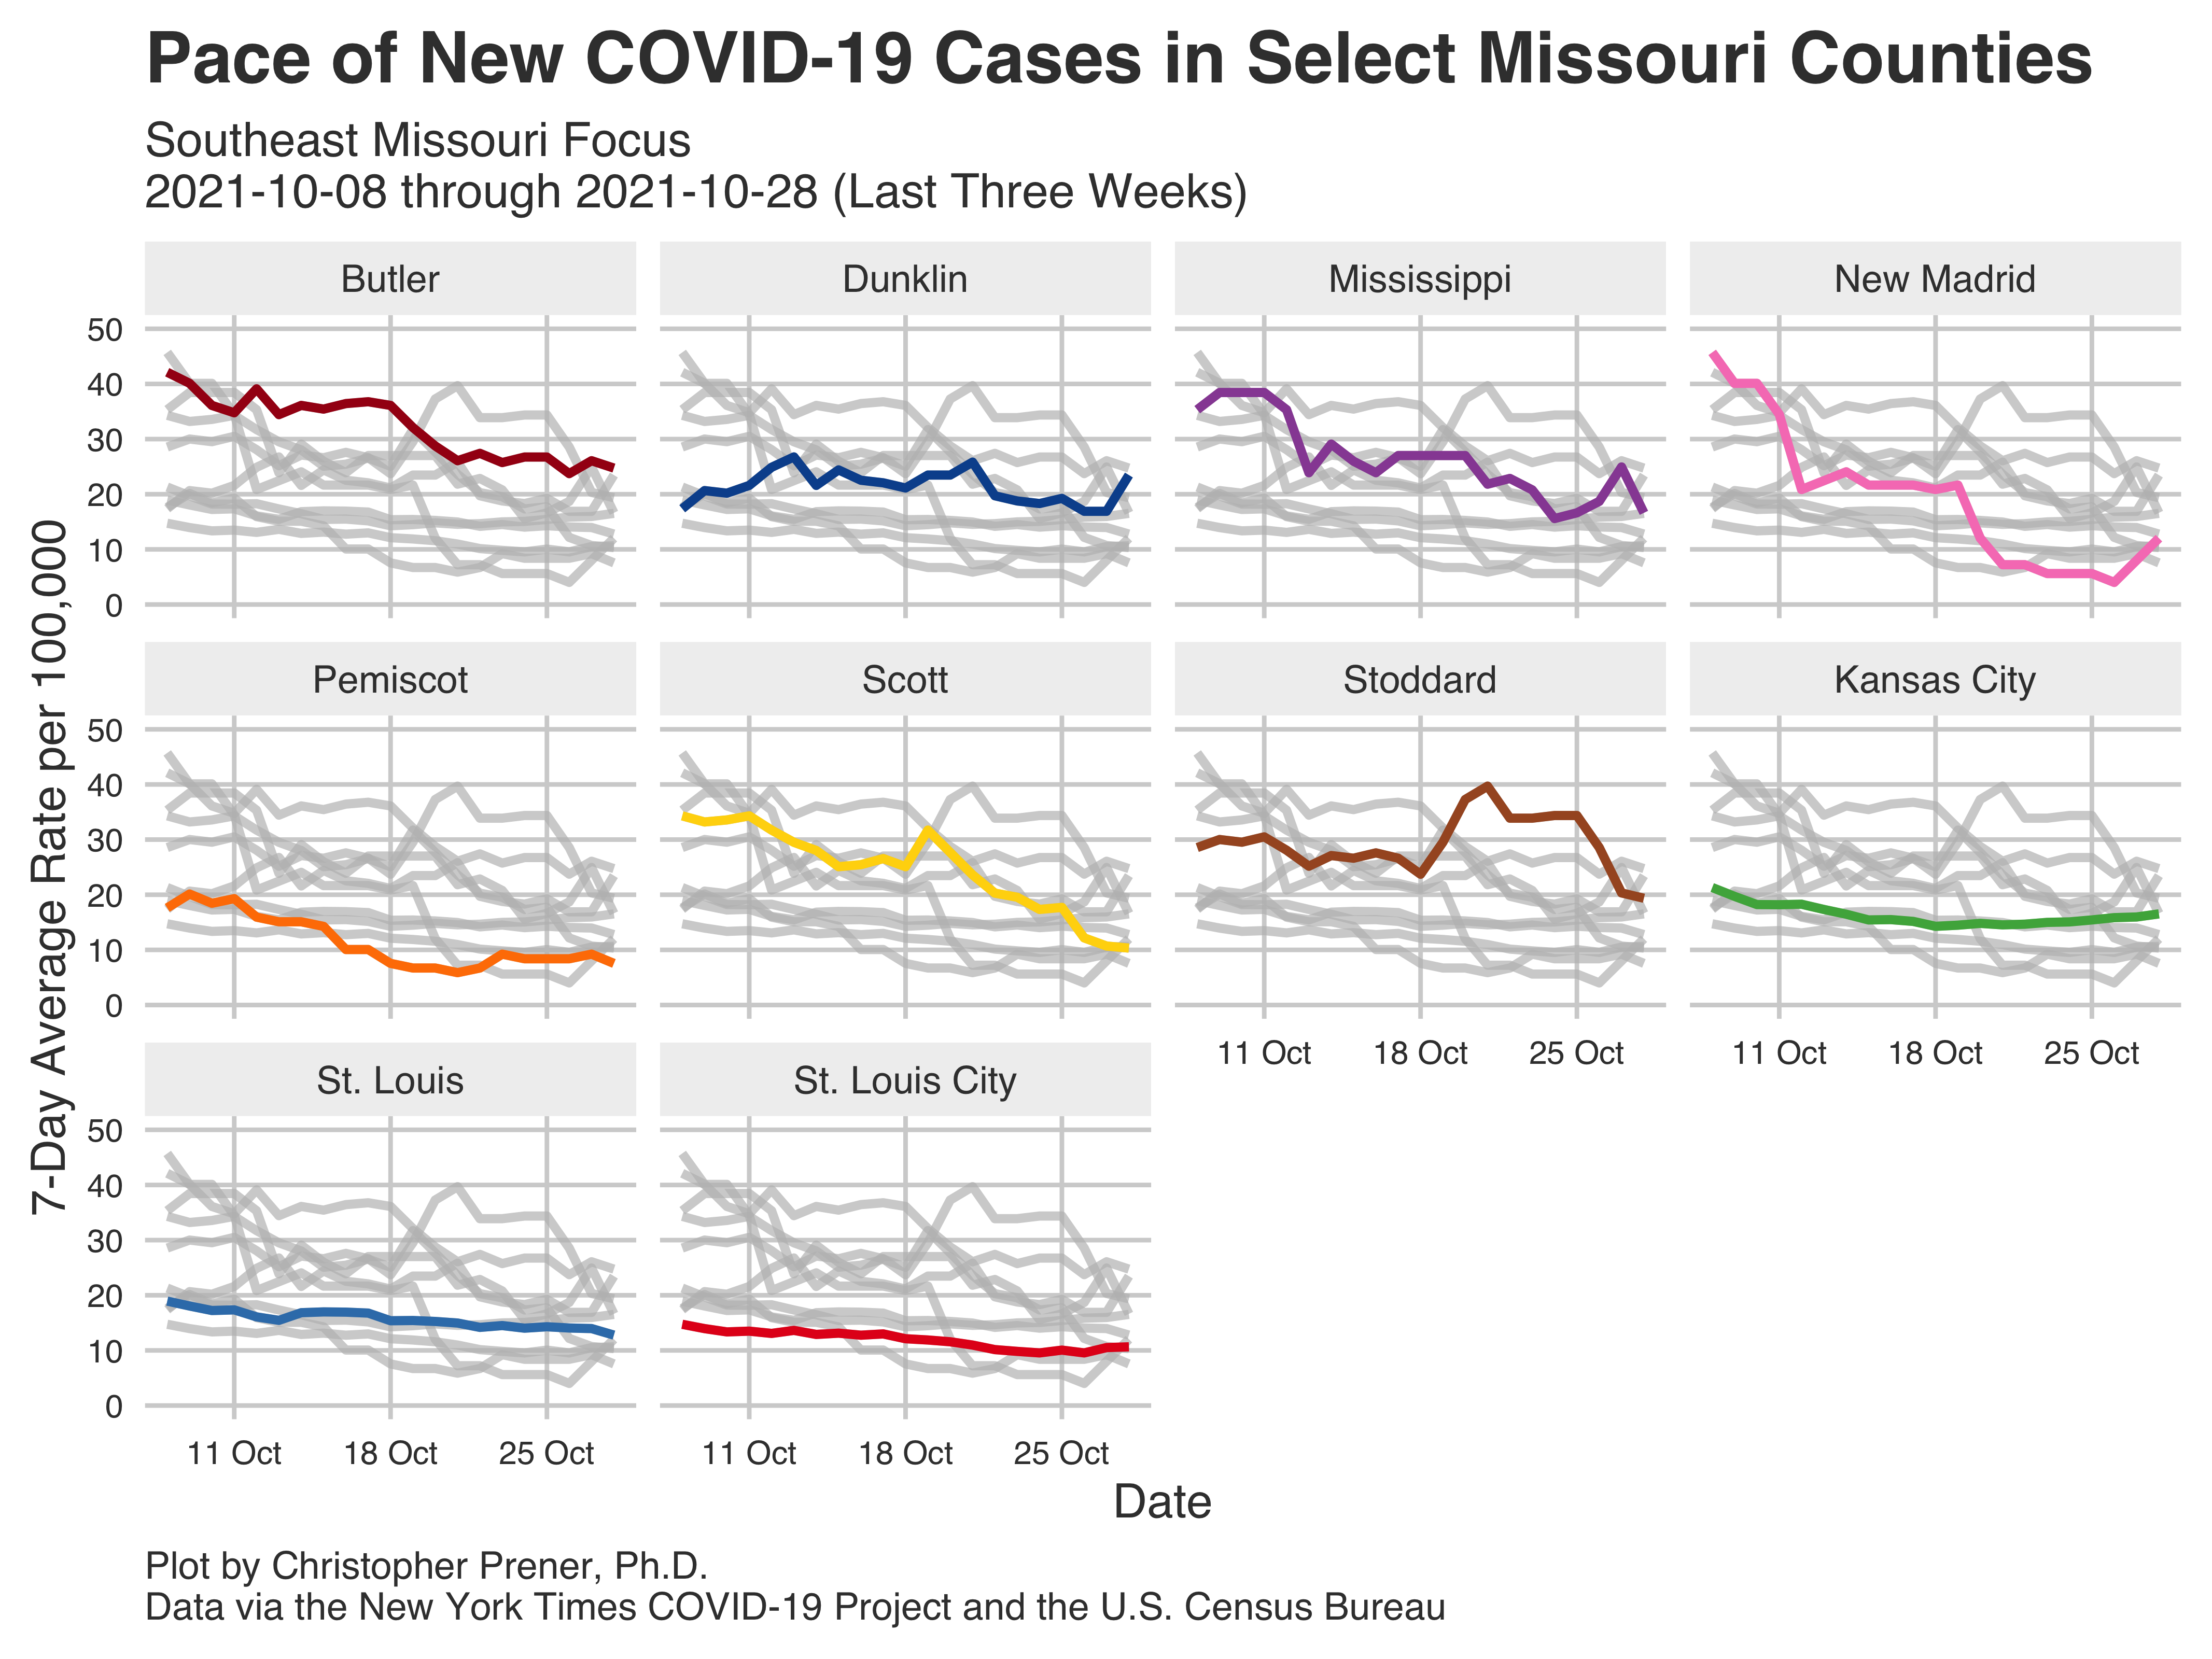 Pace of New COVID-19 Cases in Select Missouri Counties
Southeast Missouri Focus
2021-10-08 through 2021-10-28 (Last Three Weeks)
Butler
Dunklin
Mississippi
New Madrid
50
40
30
20
10
0
Pemiscot
Scott
Stoddard
Kansas City
50
40
30
20
10
0
11 Oct
18 Oct
25 Oct
11 Oct
18 Oct
25 Oct
St. Louis
St. Louis City
50
40
30
20
10
0
11 Oct
18 Oct
25 Oct
11 Oct
18 Oct
25 Oct
7-Day Average Rate per 100,000
Date
Plot by Christopher Prener, Ph.D.
Data via the New York Times COVID-19 Project and the U.S. Census Bureau